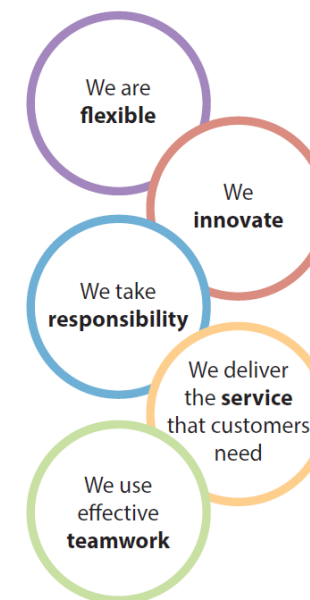 We are
flexible
We
innovate
We take
responsibility
We deliver
the service
that customers
need
We use
effective
teamwork